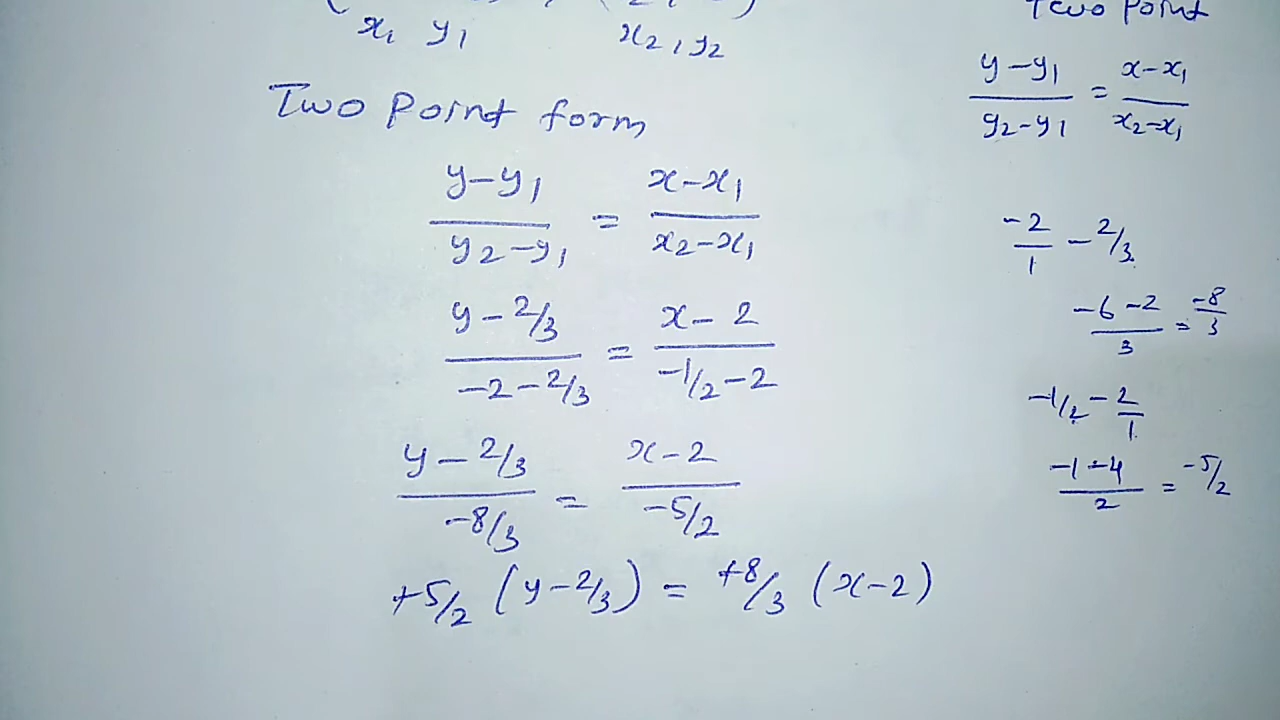 x₁ y₁ x₂, y₂
Two Point form
y-y₁/y₂-y₁ = x-x₁/x₂-x₁
y-2/3/-2-2/3 = x-2/-1/2-2
y-2/3/-8/3 = x-2/-5/2
+5/2 (y-2/3) = +8/3 (x-2)
Two Point
y-y₁/y₂-y₁ = x-x₁/x₂-x₁
-2/1 - 2/3
-6-2/3 = -8/3
-1/2 - 2/1
-1-4/2 = -5/2